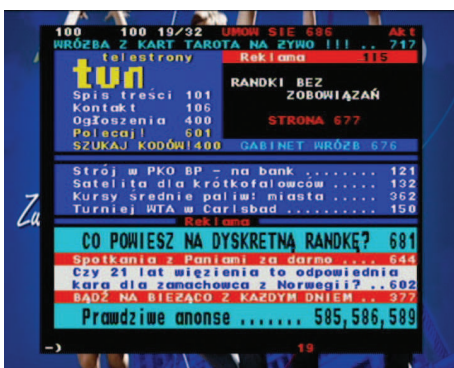 100 100 19/32 UMÓW SIE 686 Akt
WRÓŻBA Z KART TAROTA NA ŻYWO !!! .. 717
telestrony
tvn
Spis treści 101
Kontakt 106
Ogłoszenia 400
Polecaj! 601
SZUKAJ KODÓW!400
Reklama 115
RANDKI BEZ
ZOBOWIĄZAŃ
STRONA 677
GABINET WRÓŻB 676
Strój w PKO BP – na bank ........ 121
Satelita dla krótkofalowców ..... 132
Kursy średnie paliw: miasta ..... 362
Turniej WTA w Carlsbad .......... 150
Reklama
CO POWIESZ NA DYSKRETNĄ RANDKĘ? 681
Spotkania z Paniami za darmo .... 644
Czy 21 lat więzienia to odpowiednia
kara dla zamachowca z Norwegii? ..602
BĄDŹ NA BIEŻĄCO Z KAŻDYM DNIEM .. 377
Prawdziwe anonse ....... 585,586,589
19
Zu